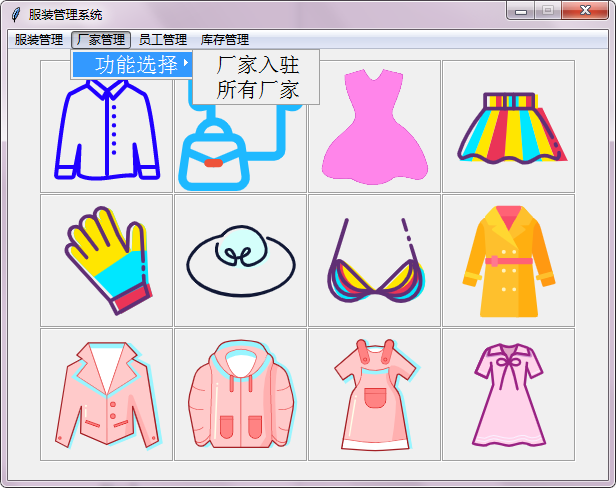 服装管理系统
服装管理 厂家管理 员工管理 库存管理
功能选择
厂家入驻
所有厂家